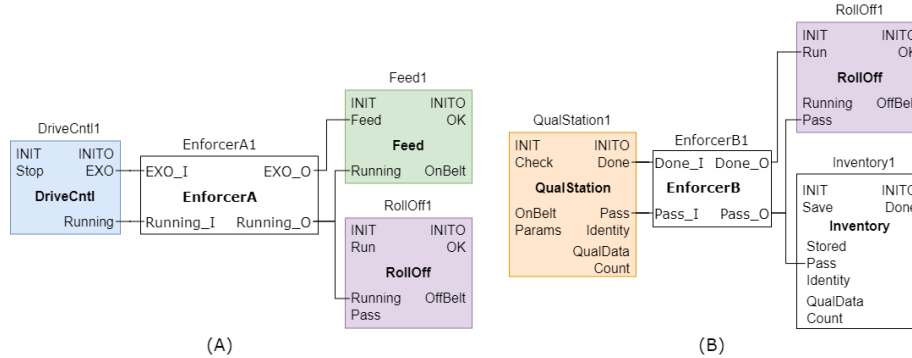 DriveCntl1
INIT INITO
Stop EXO
DriveCntl
Running
EnforcerA1
EXO_I EXO_O
EnforcerA
Running_I Running_O
Feed1
INIT INITO
Feed OK
Feed
Running OnBelt
RollOff1
INIT INITO
Run OK
RollOff
Running OffBelt
Pass
(A)
QualStation1
INIT INITO
Check Done
QualStation
OnBelt Pass
Params Identity
QualData
Count
EnforcerB1
Done_I Done_O
EnforcerB
Pass_I Pass_O
RollOff1
INIT INITO
Run OK
RollOff
Running OffBelt
Pass
Inventory1
INIT INITO
Save Done
Inventory
Stored
Pass
Identity
QualData
Count
(B)